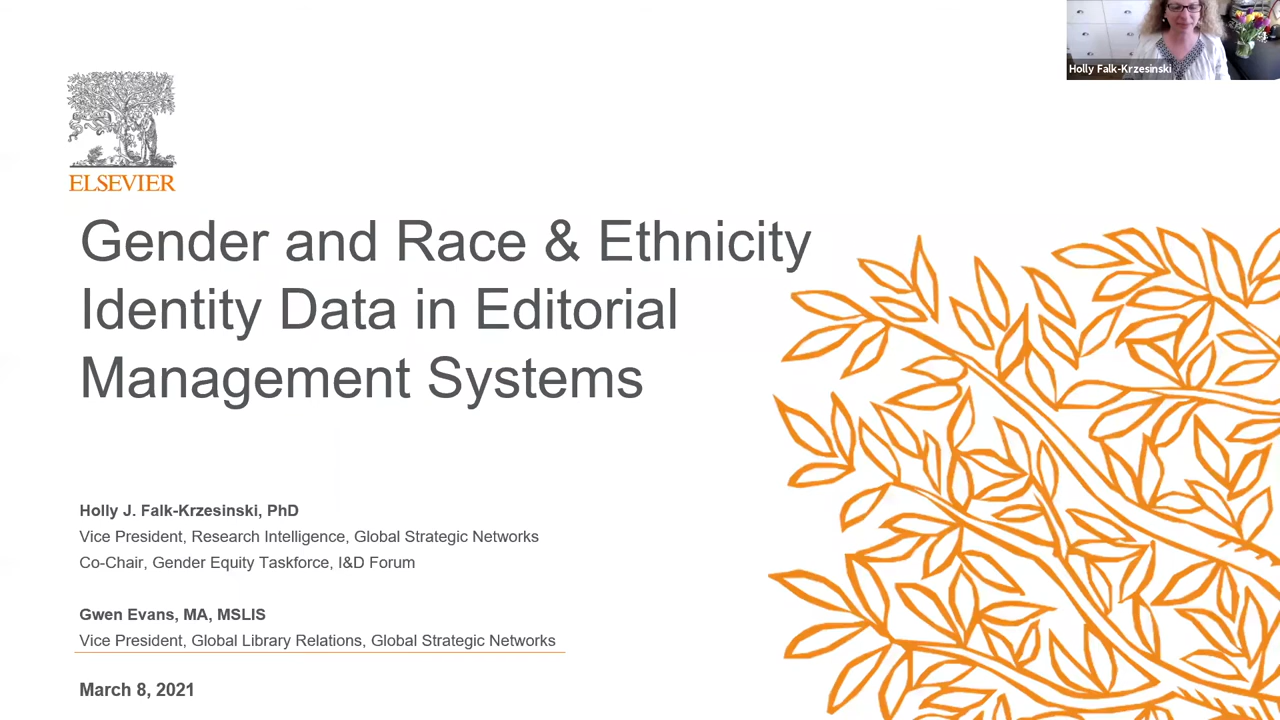 Holly Falk-Krzesinski
ELSEVIER
Gender and Race & Ethnicity
Identity Data in Editorial
Management Systems
Holly J. Falk-Krzesinski, PhD
Vice President, Research Intelligence, Global Strategic Networks
Co-Chair, Gender Equity Taskforce, I&D Forum
Gwen Evans, MA, MSLIS
Vice President, Global Library Relations, Global Strategic Networks
March 8, 2021